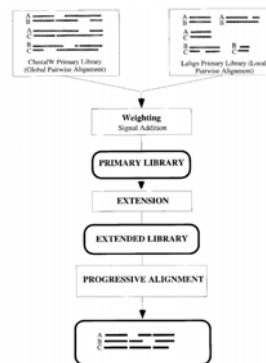 A
B
A
C
B
C
ClustalW Primary Library
(Global Pairwise Alignment)
A
B
A
B
A
C
B
C
B
C
Lalign Primary Library (Local
Pairwise Alignment)
Weighting
Signal Addition
PRIMARY LIBRARY
EXTENSION
EXTENDED LIBRARY
PROGRESSIVE ALIGNMENT
A
B
C